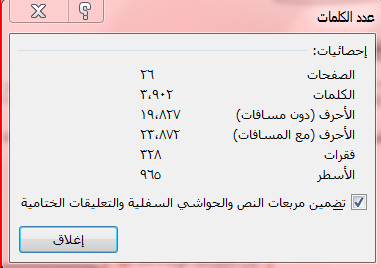 عدد الكلمات
إحصائيات:
الصفحات ٢٦
الكلمات ٣،٩٠٢
الأحرف (دون مسافات) ١٩،٨٢٧
الأحرف (مع المسافات) ٢٣،٨٧٢
فقرات ٣٢٨
الأسطر ٩٦٥
تضمين مربعات النص والحواشي السفلية والتعليقات الختامية
إغلاق